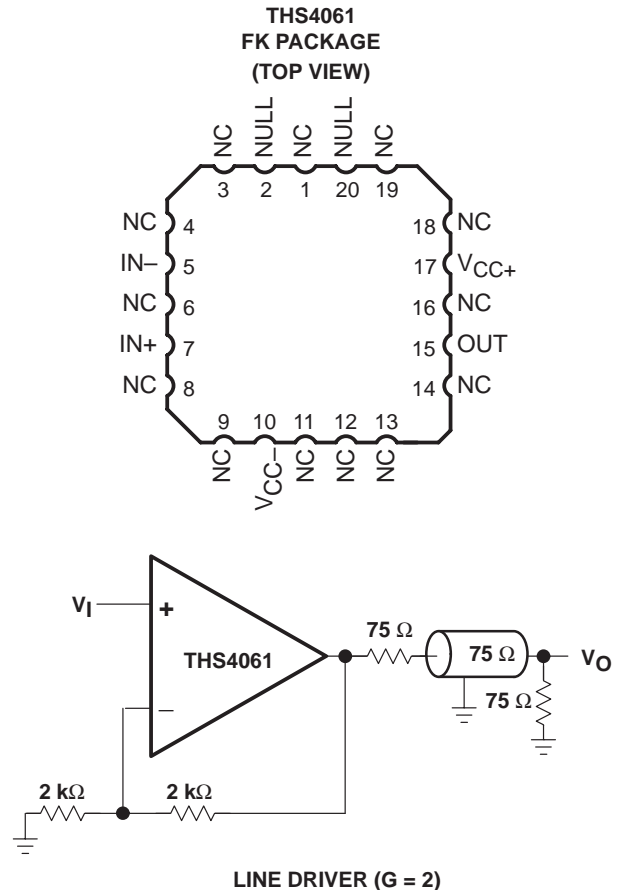 THS4061
FK PACKAGE
(TOP VIEW)
NC NULL NC NULL NC
3 2 1 20 19
NC 4 18 NC
IN– 5 17 VCC+
NC 6 16 NC
IN+ 7 15 OUT
NC 8 14 NC
9 10 11 12 13
NC VCC– NC NC NC
VI
+
THS4061
–
75 Ω
75 Ω
VO
75 Ω
2 kΩ 2 kΩ
LINE DRIVER (G = 2)